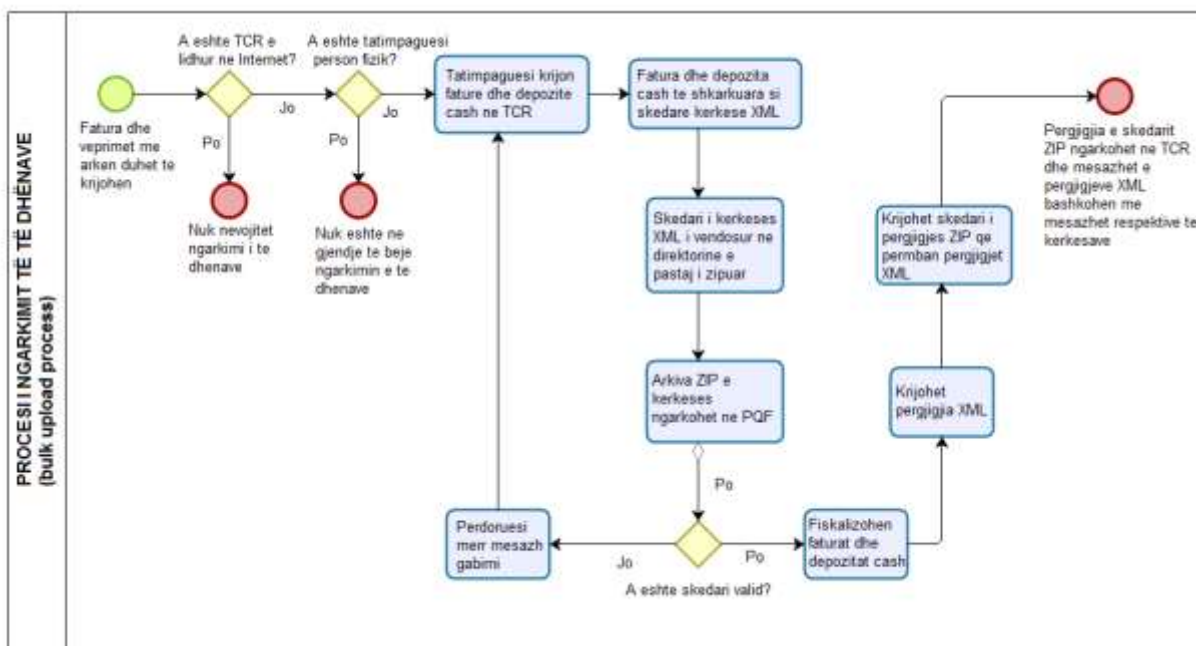 PROCESI I NGARKIMIT TË TË DHËNAVE
(bulk upload process)
Fatura dhe
veprimet me
arken duhet te
krijohen
A eshte TCR e
lidhur ne Internet?
Jo
Po
Nuk nevojitet
ngarkimi i te
dhenave
A eshte tatimpaguesi
person fizik?
Jo
Po
Nuk eshte ne
gjendje te beje
ngarkimin e te
dhenave
Tatimpaguesi krijon
fature dhe depozite
cash ne TCR
Fatura dhe depozita
cash te shkarkuara si
skedare kerkese XML
Skedari i kerkeses
XML i vendosur ne
direktorine e
pastaj i zipuar
Arkiva ZIP e
kerkeses
ngarkohet ne PQF
Po
A eshte skedari valid?
Jo
Perdoruesi
merr mesazh
gabimi
Po
Fiskalizohen
faturat dhe
depozitat cash
Krijohet
pergjigjia XML
Krijohet skedari i
pergjigjes ZIP qe
permban pergjigjet
XML
Pergjigjia e skedarit
ZIP ngarkohet ne TCR
dhe mesazhet e
pergjigjeve XML
bashkohen me
mesazhet respektive te
kerkesave